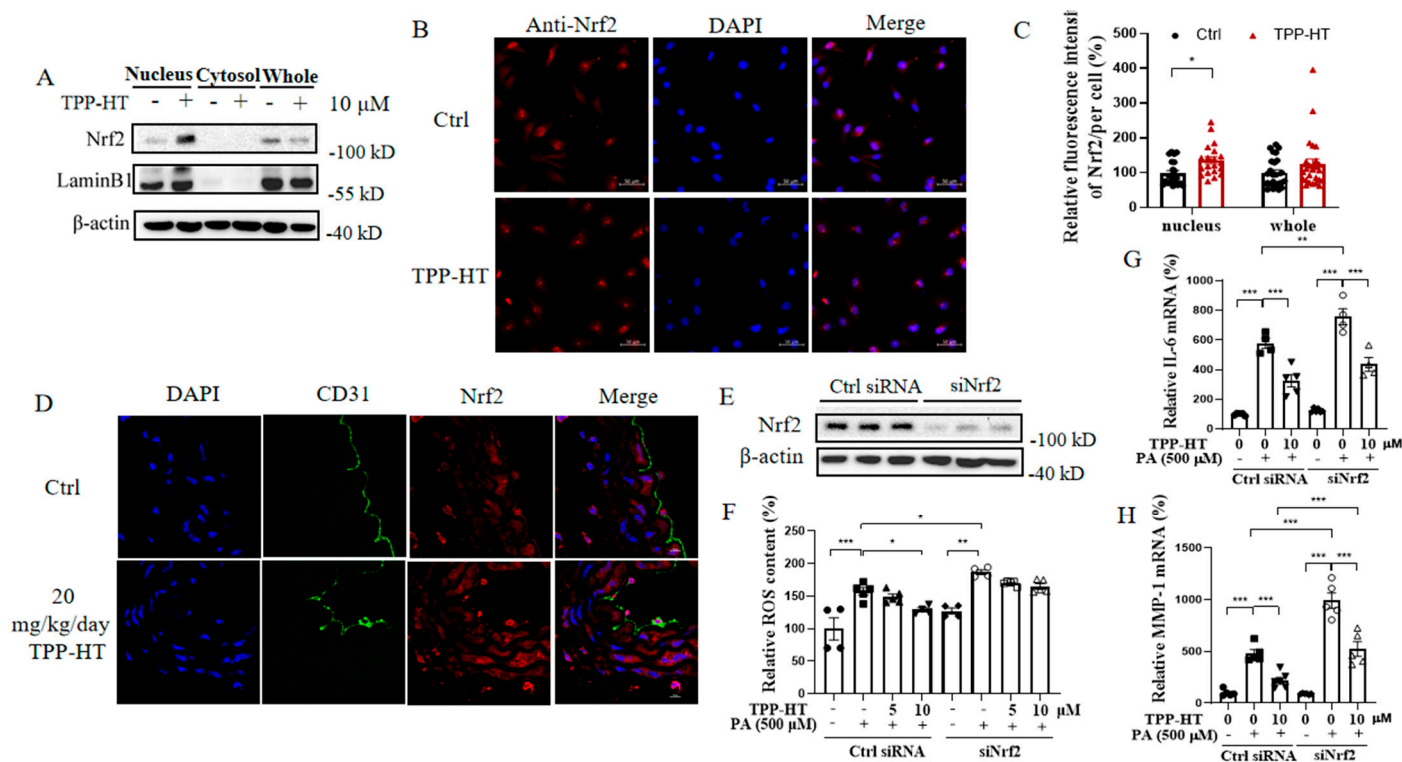 A
Nucleus Cytosol Whole
TPP-HT - + - + - + 10 μM
Nrf2
-100 kD
LaminB1
-55 kD
β-actin
-40 kD
B
Anti-Nrf2 DAPI Merge
Ctrl
TPP-HT
C
Ctrl TPP-HT
Relative fluorescence intensi
of Nrf2/per cell (%)
500
400
300
200
100
0
*
nucleus whole
D
DAPI CD31 Nrf2 Merge
Ctrl
20
mg/kg/day
TPP-HT
E
Ctrl siRNA siNrf2
Nrf2
-100 kD
β-actin
-40 kD
F
Relative ROS content (%)
250
200
150
100
50
0
*** * ** *
TPP-HT - - 5 10 - - 5 10 μM
PA (500 μM) - + + + - + + +
Ctrl siRNA siNrf2
G
Relative IL-6 mRNA (%)
1000
800
600
400
200
0
**
*** *** *** ***
TPP-HT 0 0 10 0 0 10 μM
PA (500 μM) - + + - + +
Ctrl siRNA siNrf2
H
Relative MMP-1 mRNA (%)
1500
1000
500
0
***
***
*** ***
*** ***
TPP-HT 0 0 10 0 0 10 μM
PA (500 μM) - + + - + +
Ctrl siRNA siNrf2